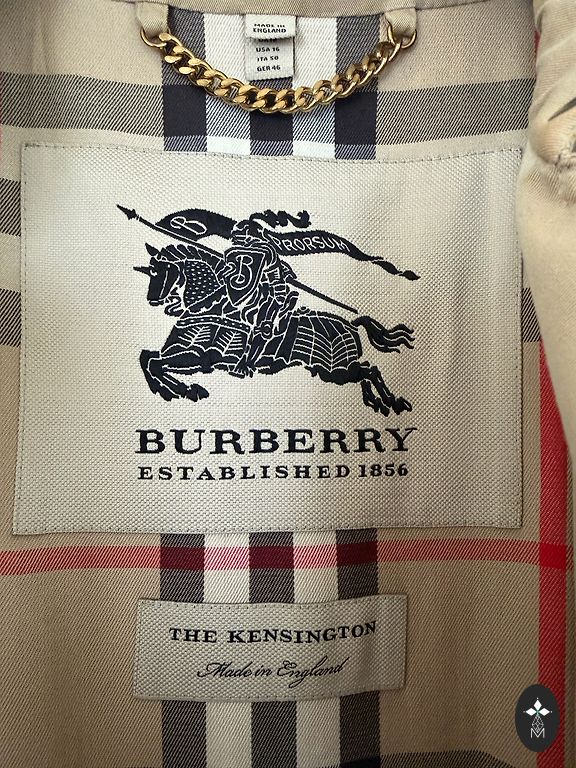 MADE IN
ENGLAND
USA 16
ITA 50
GER 46
B
PRORSUM
B
BURBERRY
ESTABLISHED 1856
THE KENSINGTON
Made in England
M